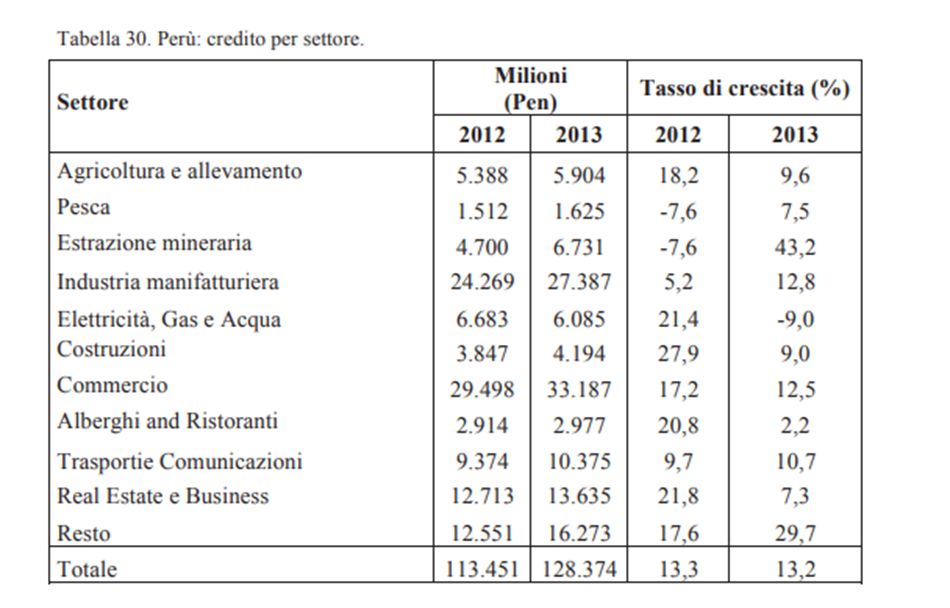 Tabella 30. Perù: credito per settore.
Settore Milioni (Pen) Tasso di crescita (%)
2012 2013 2012 2013
Agricoltura e allevamento 5.388 5.904 18,2 9,6
Pesca 1.512 1.625 -7,6 7,5
Estrazione mineraria 4.700 6.731 -7,6 43,2
Industria manifatturiera 24.269 27.387 5,2 12,8
Elettricità, Gas e Acqua 6.683 6.085 21,4 -9,0
Costruzioni 3.847 4.194 27,9 9,0
Commercio 29.498 33.187 17,2 12,5
Alberghi and Ristoranti 2.914 2.977 20,8 2,2
Trasportie Comunicazioni 9.374 10.375 9,7 10,7
Real Estate e Business 12.713 13.635 21,8 7,3
Resto 12.551 16.273 17,6 29,7
Totale 113.451 128.374 13,3 13,2